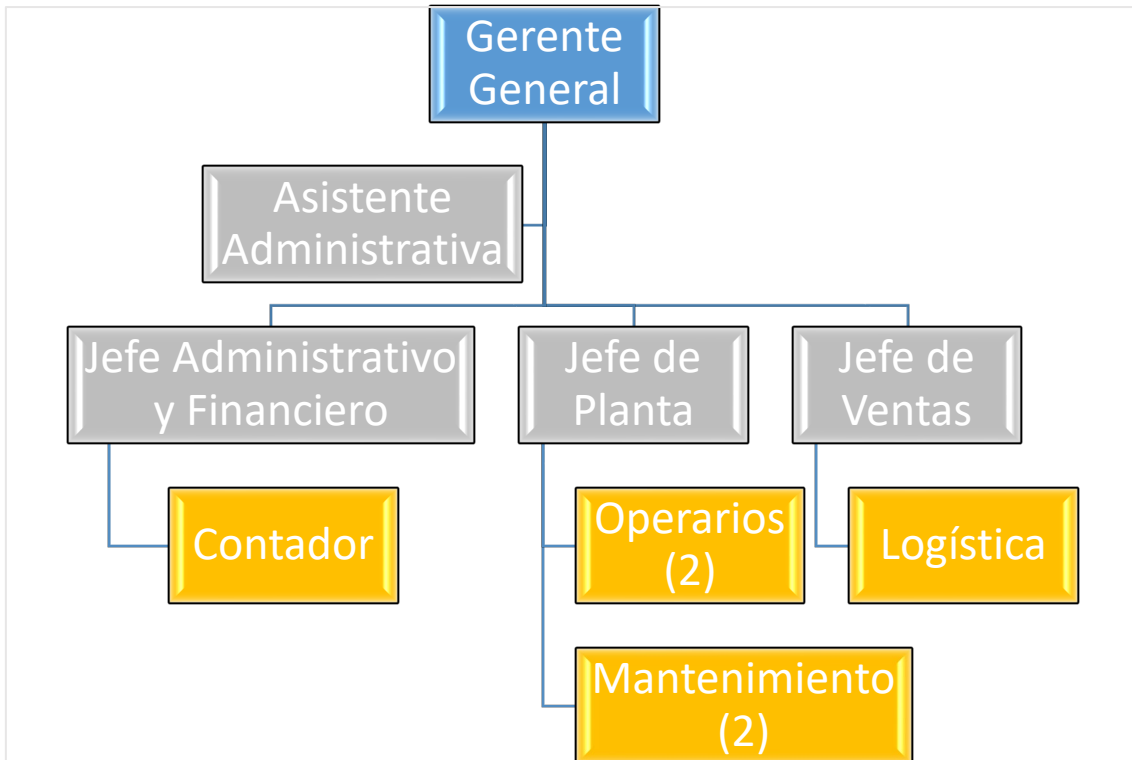 Gerente
General
Asistente
Administrativa
Jefe Administrativo
y Financiero
Jefe de
Planta
Jefe de
Ventas
Contador
Operarios
(2)
Logística
Mantenimiento
(2)